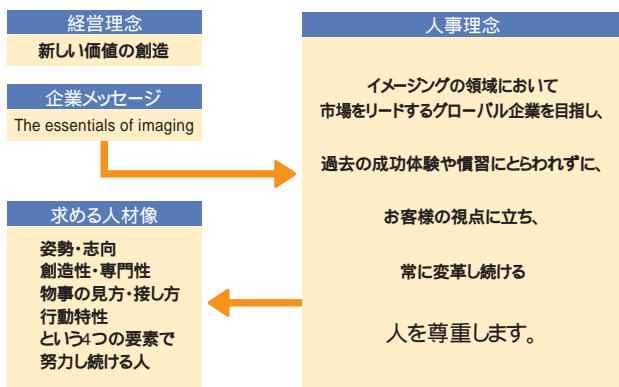 経営理念
新しい価値の創造
企業メッセージ
The essentials of imaging
人事理念
イメージングの領域において
市場をリードするグローバル企業を目指し、
過去の成功体験や慣習にとらわれずに、
お客様の視点に立ち、
常に変革し続ける
人を尊重します。
求める人材像
姿勢・志向
創造性・専門性
物事の見方・接し方
行動特性
という4つの要素で
努力し続ける人